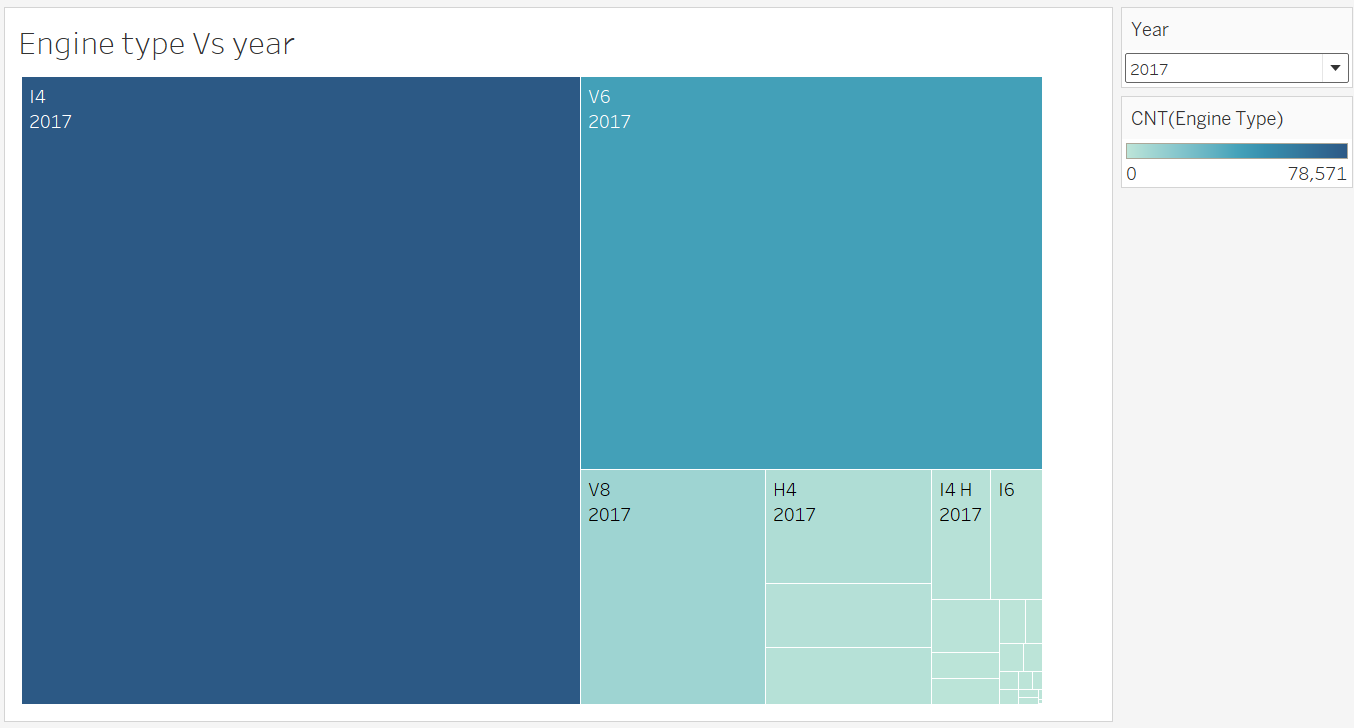 Engine type Vs year
I4
2017
V6
2017
V8
2017
H4
2017
I4 H
2017
I6
Year
2017
CNT(Engine Type)
0
78,571